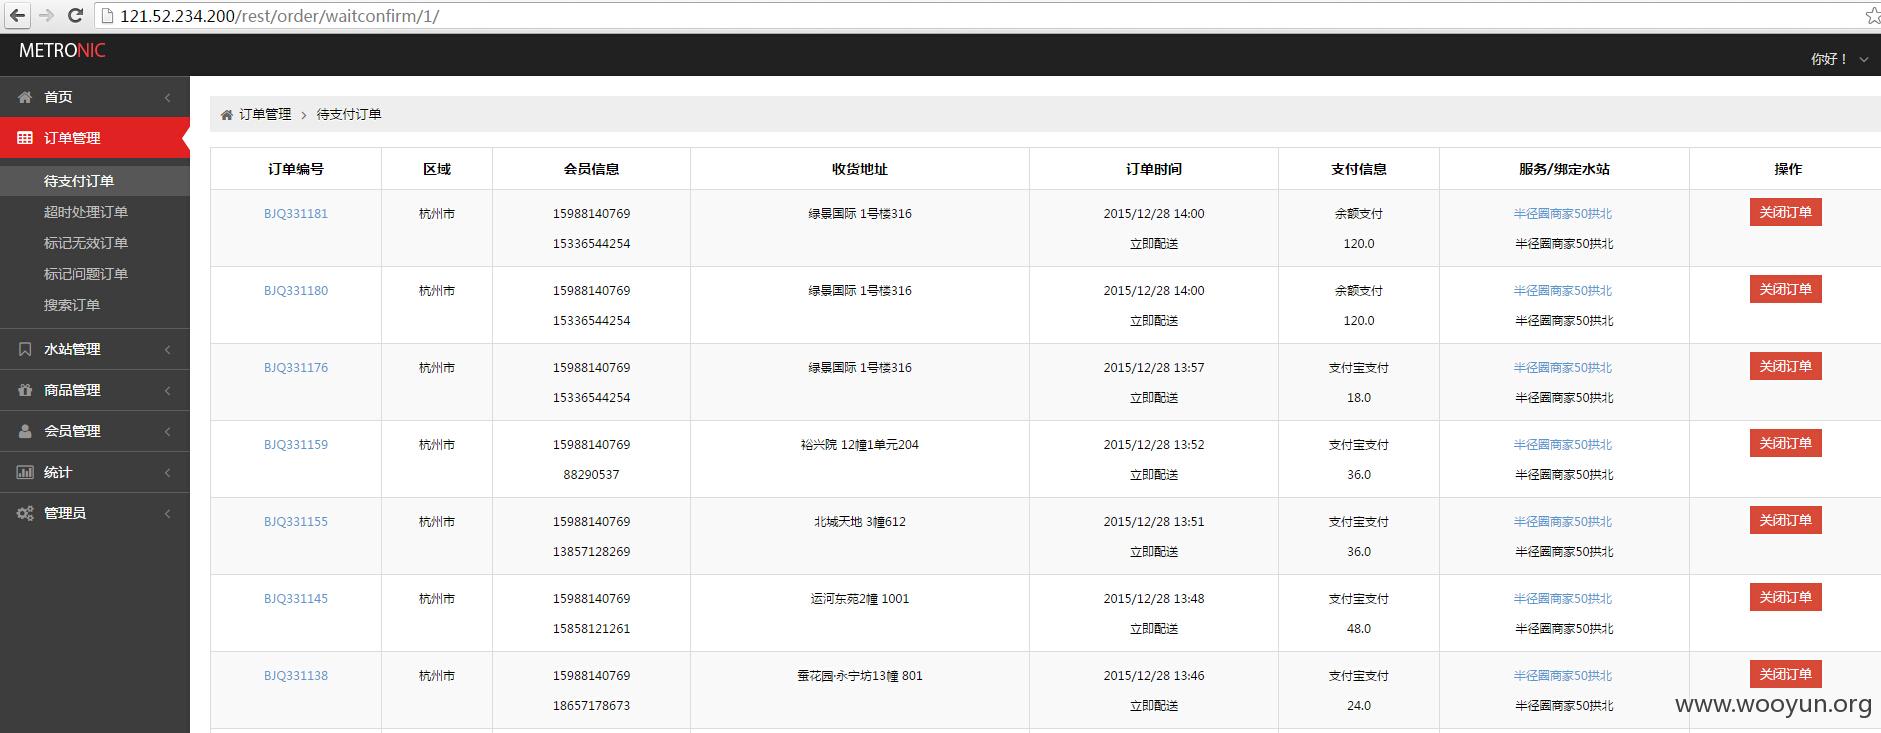 121.52.234.200/rest/order/waitconfirm/1/
METRONIC
你好！
首页
订单管理
待支付订单
超时处理订单
标记无效订单
标记问题订单
搜索订单
水站管理
商品管理
会员管理
统计
管理员
订单管理 > 待支付订单
订单编号 区域 会员信息 收货地址 订单时间 支付信息 服务/绑定水站 操作
BJQ331181 杭州市 15988140769 绿景国际 1号楼316 2015/12/28 14:00 余额支付 半径圈商家50拱北 关闭订单
15336544254 立即配送 120.0 半径圈商家50拱北
BJQ331180 杭州市 15988140769 绿景国际 1号楼316 2015/12/28 14:00 余额支付 半径圈商家50拱北 关闭订单
15336544254 立即配送 120.0 半径圈商家50拱北
BJQ331176 杭州市 15988140769 绿景国际 1号楼316 2015/12/28 13:57 支付宝支付 半径圈商家50拱北 关闭订单
15336544254 立即配送 18.0 半径圈商家50拱北
BJQ331159 杭州市 15988140769 裕兴院 12幢1单元204 2015/12/28 13:52 支付宝支付 半径圈商家50拱北 关闭订单
88290537 立即配送 36.0 半径圈商家50拱北
BJQ331155 杭州市 15988140769 北城天地 3幢612 2015/12/28 13:51 支付宝支付 半径圈商家50拱北 关闭订单
13857128269 立即配送 36.0 半径圈商家50拱北
BJQ331145 杭州市 15988140769 运河东苑2幢 1001 2015/12/28 13:48 支付宝支付 半径圈商家50拱北 关闭订单
15858121261 立即配送 48.0 半径圈商家50拱北
BJQ331138 杭州市 15988140769 蚕花园·永宁坊13幢 801 2015/12/28 13:46 支付宝支付 半径圈商家50拱北 关闭订单
18657178673 立即配送 24.0 半径圈商家50拱北
www.wooyun.org